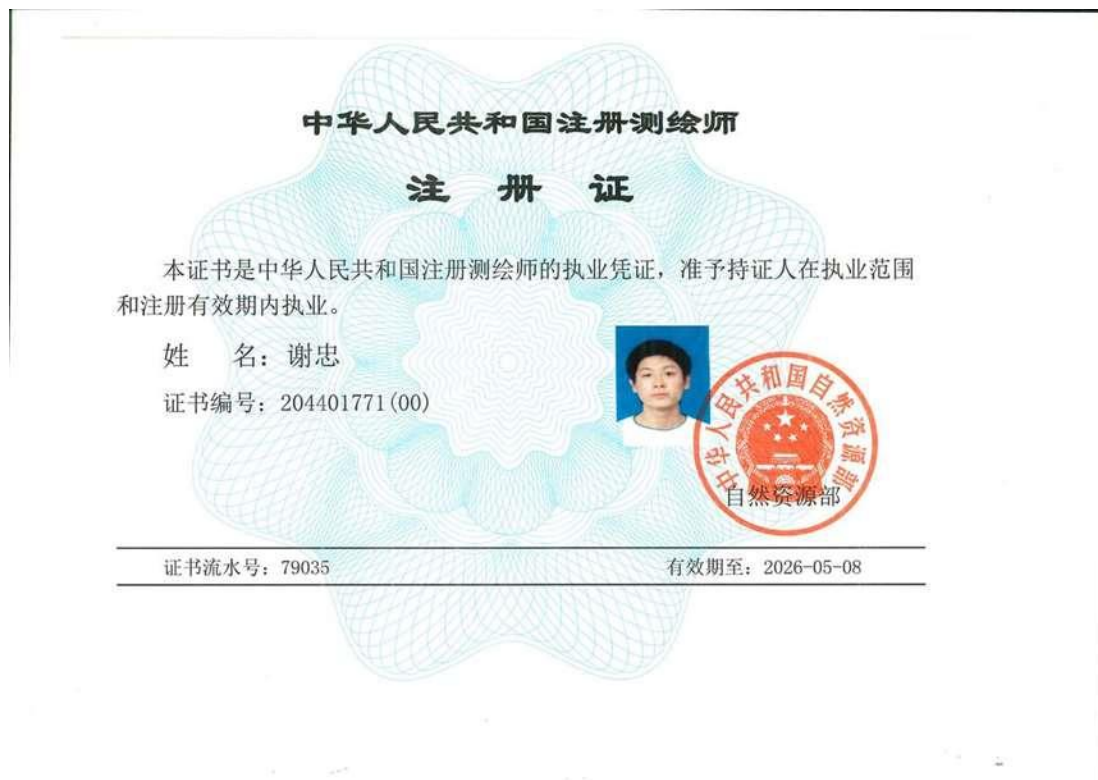 中华人民共和国注册测绘师
注 册 证
本证书是中华人民共和国注册测绘师的执业凭证，准予持证人在执业范围
和注册有效期内执业。
姓 名：谢忠
证书编号：204401771(00)
中华人民共和国自然资源部
自然资源部
证书流水号：79035 有效期至：2026-05-08